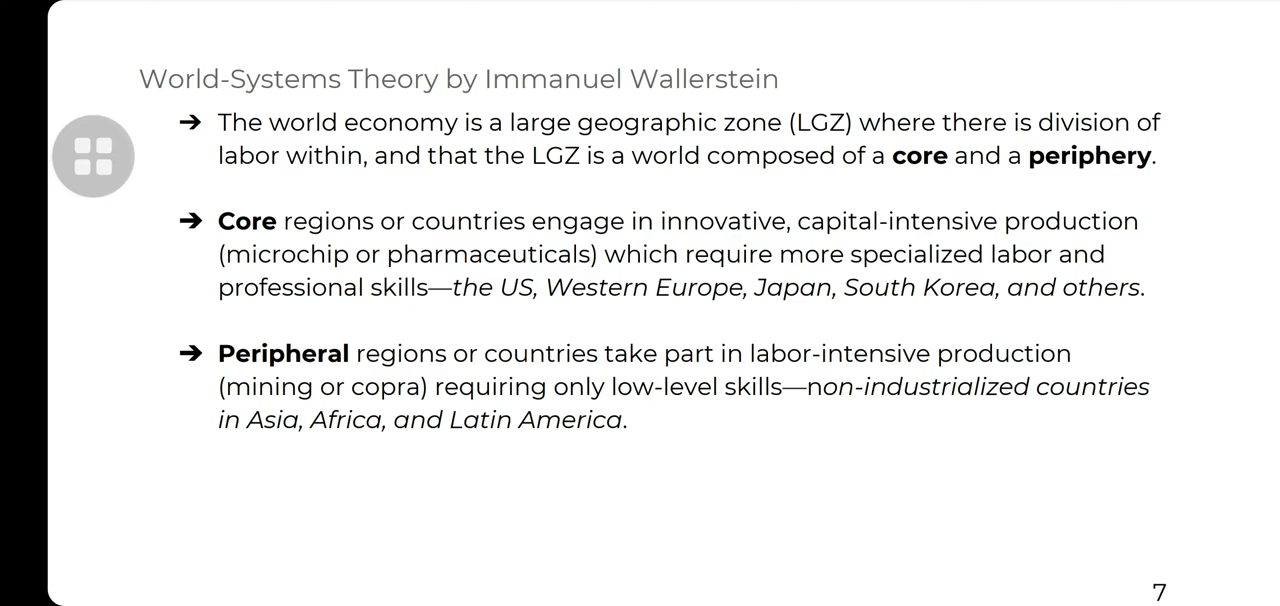 World-Systems Theory by Immanuel Wallerstein
➔ The world economy is a large geographic zone (LGZ) where there is division of
labor within, and that the LGZ is a world composed of a core and a periphery.
➔ Core regions or countries engage in innovative, capital-intensive production
(microchip or pharmaceuticals) which require more specialized labor and
professional skills—the US, Western Europe, Japan, South Korea, and others.
➔ Peripheral regions or countries take part in labor-intensive production
(mining or copra) requiring only low-level skills—non-industrialized countries
in Asia, Africa, and Latin America.
7